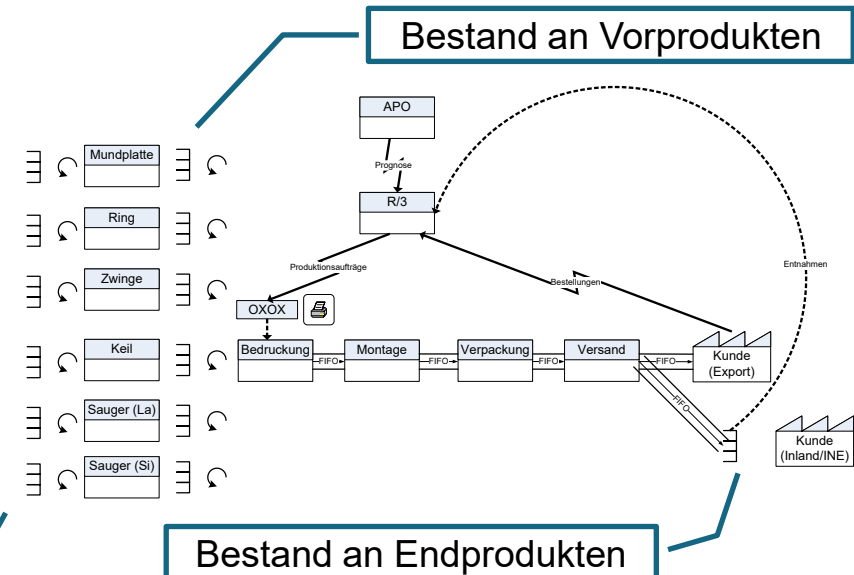 Bestand an Vorprodukten
APO
Prognose
R/3
Mundplatte
Ring
Zwinge
Keil
Sauger (La)
Sauger (Si)
Produktionsaufträge
Bestellungen
Entnahmen
OXOX
Bedruckung
FIFO
Montage
FIFO
Verpackung
FIFO
Versand
FIFO
Kunde
(Export)
FIFO
Kunde
(Inland/INE)
Bestand an Endprodukten